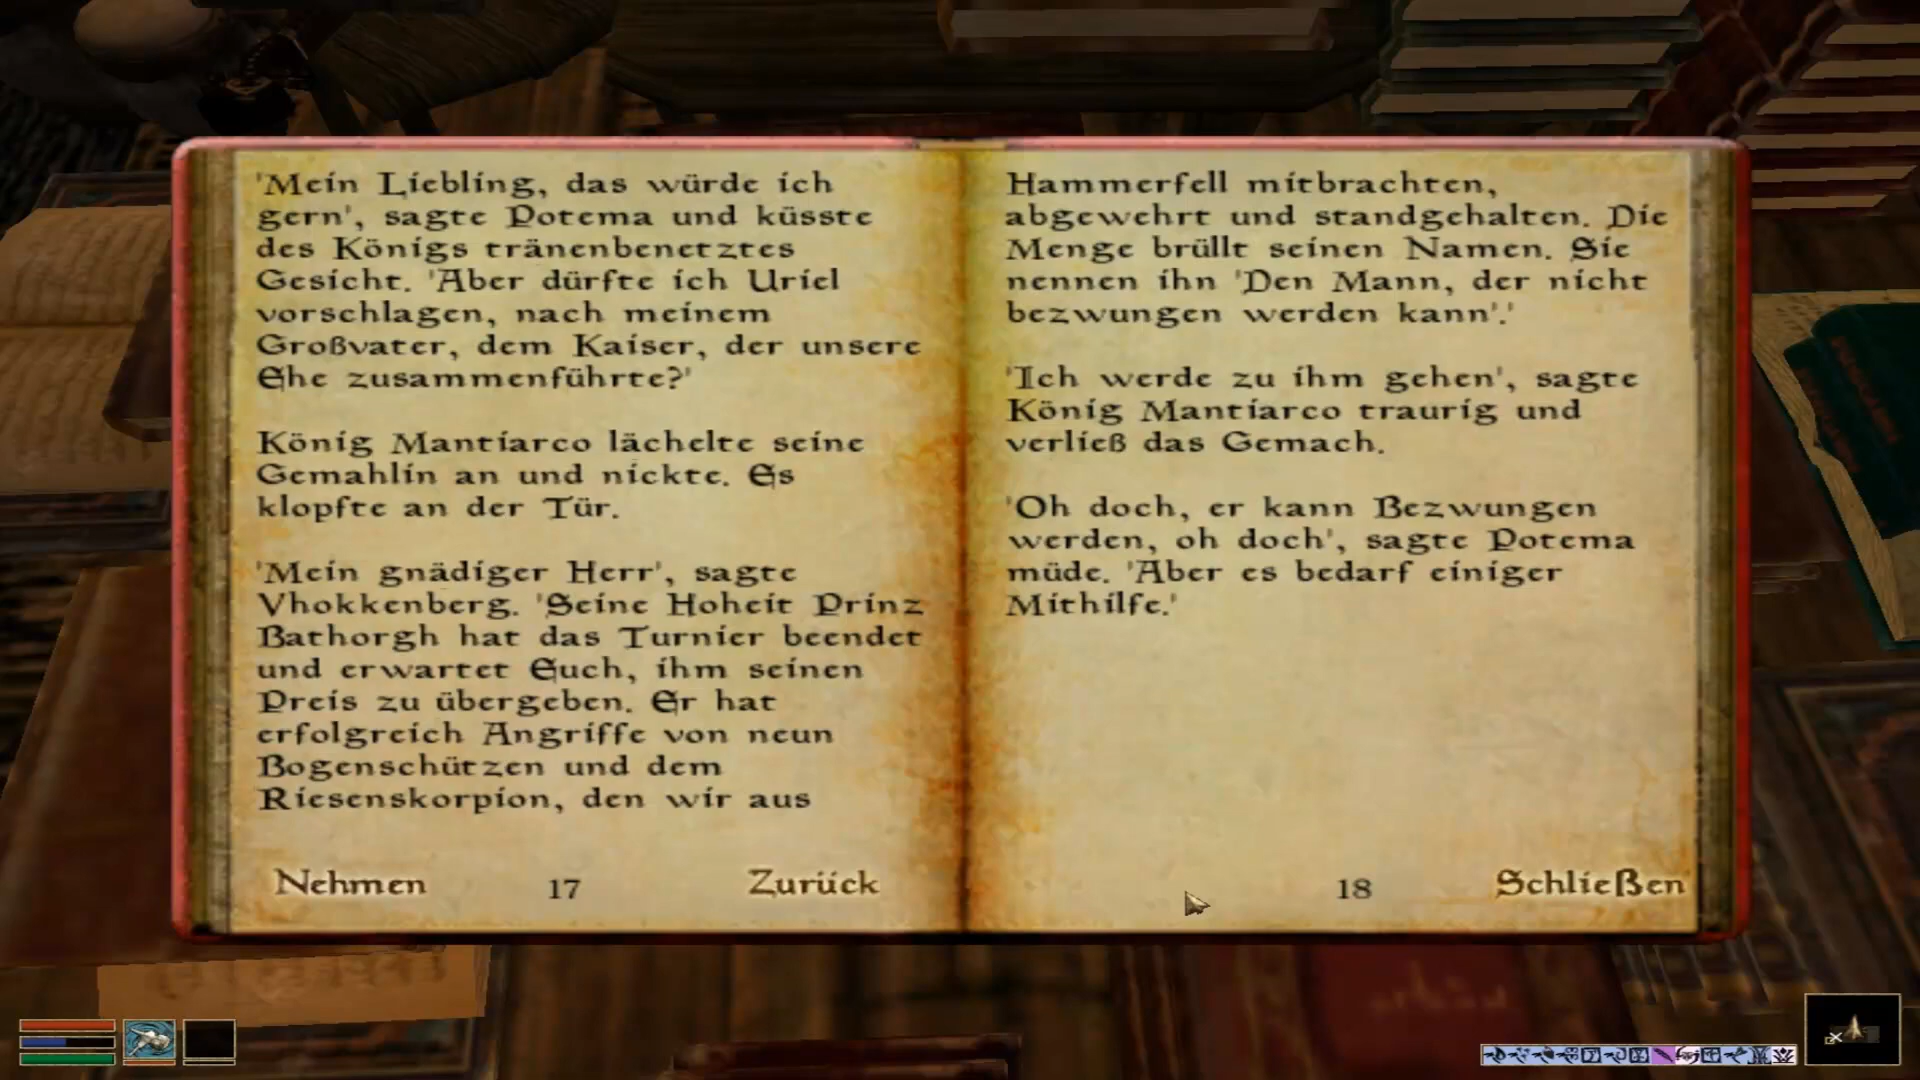 'Mein Liebling, das würde ich
gern', sagte Potema und küsste
des Königs tränenbenetztes
Gesicht. 'Aber dürfte ich Uriel
vorschlagen, nach meinem
Großvater, dem Kaiser, der unsere
Ehe zusammenführte?'
König Mantiarco lächelte seine
Gemahlin an und nickte. Es
klopfte an der Tür.
'Mein gnädiger Herr', sagte
Vhokkenberg. 'Seine Hoheit Prinz
Bathorgh hat das Turnier beendet
und erwartet Euch, ihm seinen
Preis zu übergeben. Er hat
erfolgreich Angriffe von neun
Bogenschützen und dem
Riesenskorpion, den wir aus
Nehmen 17 Zurück
Hammerfell mitbrachten,
abgewehrt und standgehalten. Die
Menge brüllt seinen Namen. Sie
nennen ihn 'Den Mann, der nicht
bezwungen werden kann'.'
'Ich werde zu ihm gehen', sagte
König Mantiarco traurig und
verließ das Gemach.
'Oh doch, er kann Bezwungen
werden, oh doch', sagte Potema
müde. 'Aber es bedarf einiger
Mithilfe.'
18 Schließen